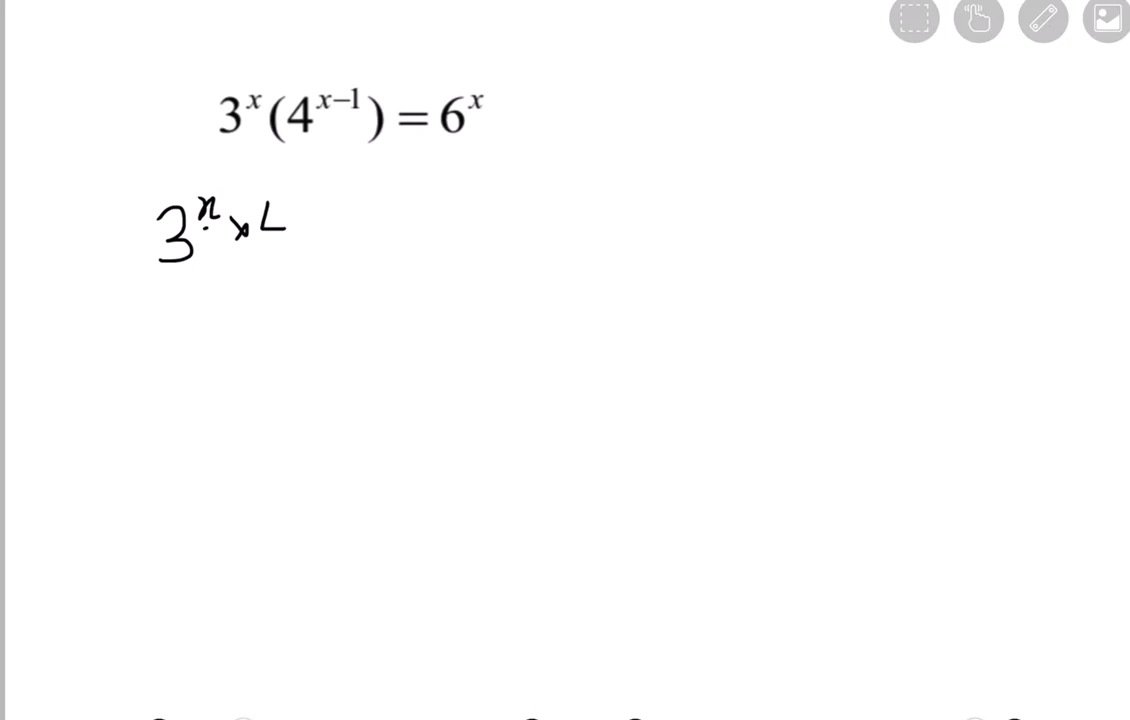 3^x(4^{x-1}) = 6^x
3^x ×